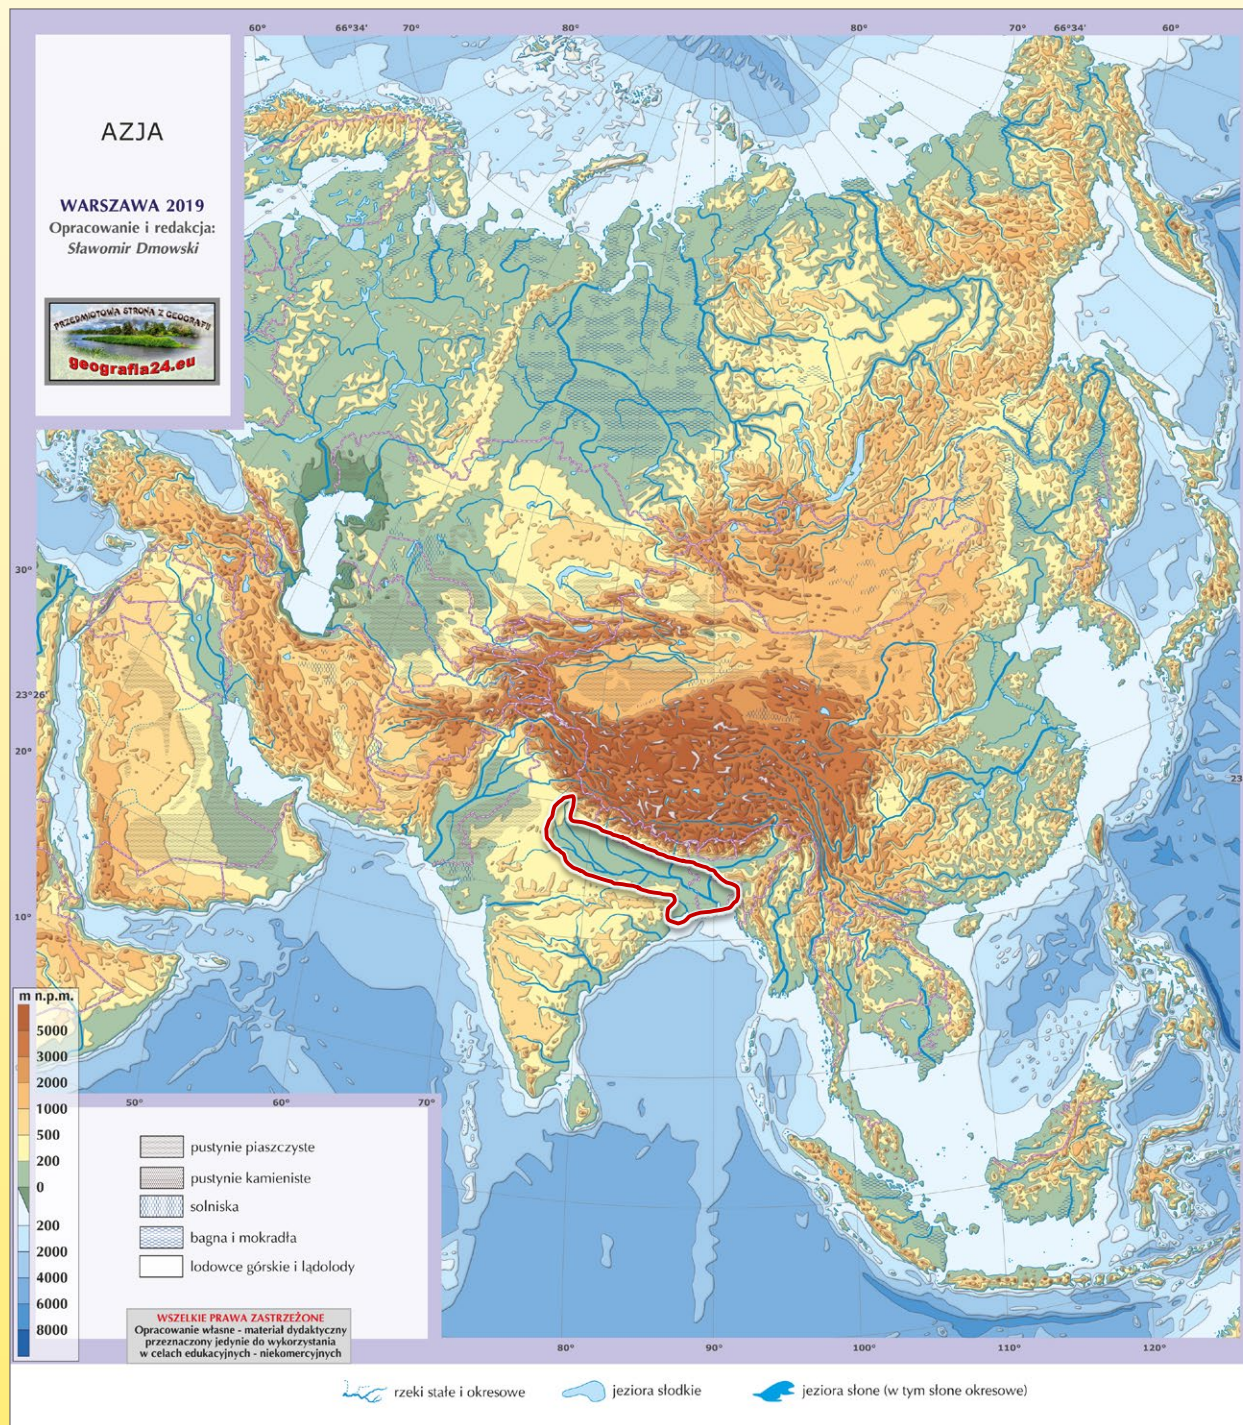 60°
66°34'
70°
80°
80°
70°
66°34'
60°
AZJA
WARSZAWA 2019
Opracowanie i redakcja:
Sławomir Dmowski
PRZEDMIOTOWA STRONA Z GEOGRAFII
geografia24.eu
30°
23°26'
20°
23
10°
m n.p.m.
5000
3000
2000
1000
500
200
0
200
2000
4000
6000
8000
50°
60°
70°
pustynie piaszczyste
pustynie kamieniste
solniska
bagna i mokradła
lodowce górskie i lądolody
WSZELKIE PRAWA ZASTRZEŻONE
Opracowanie własne - materiał dydaktyczny
przeznaczony jedynie do wykorzystania
w celach edukacyjnych - niekomercyjnych
80°
90°
100°
110°
120°
rzeki stałe i okresowe
jeziora słodkie
jeziora słone (w tym słone okresowe)